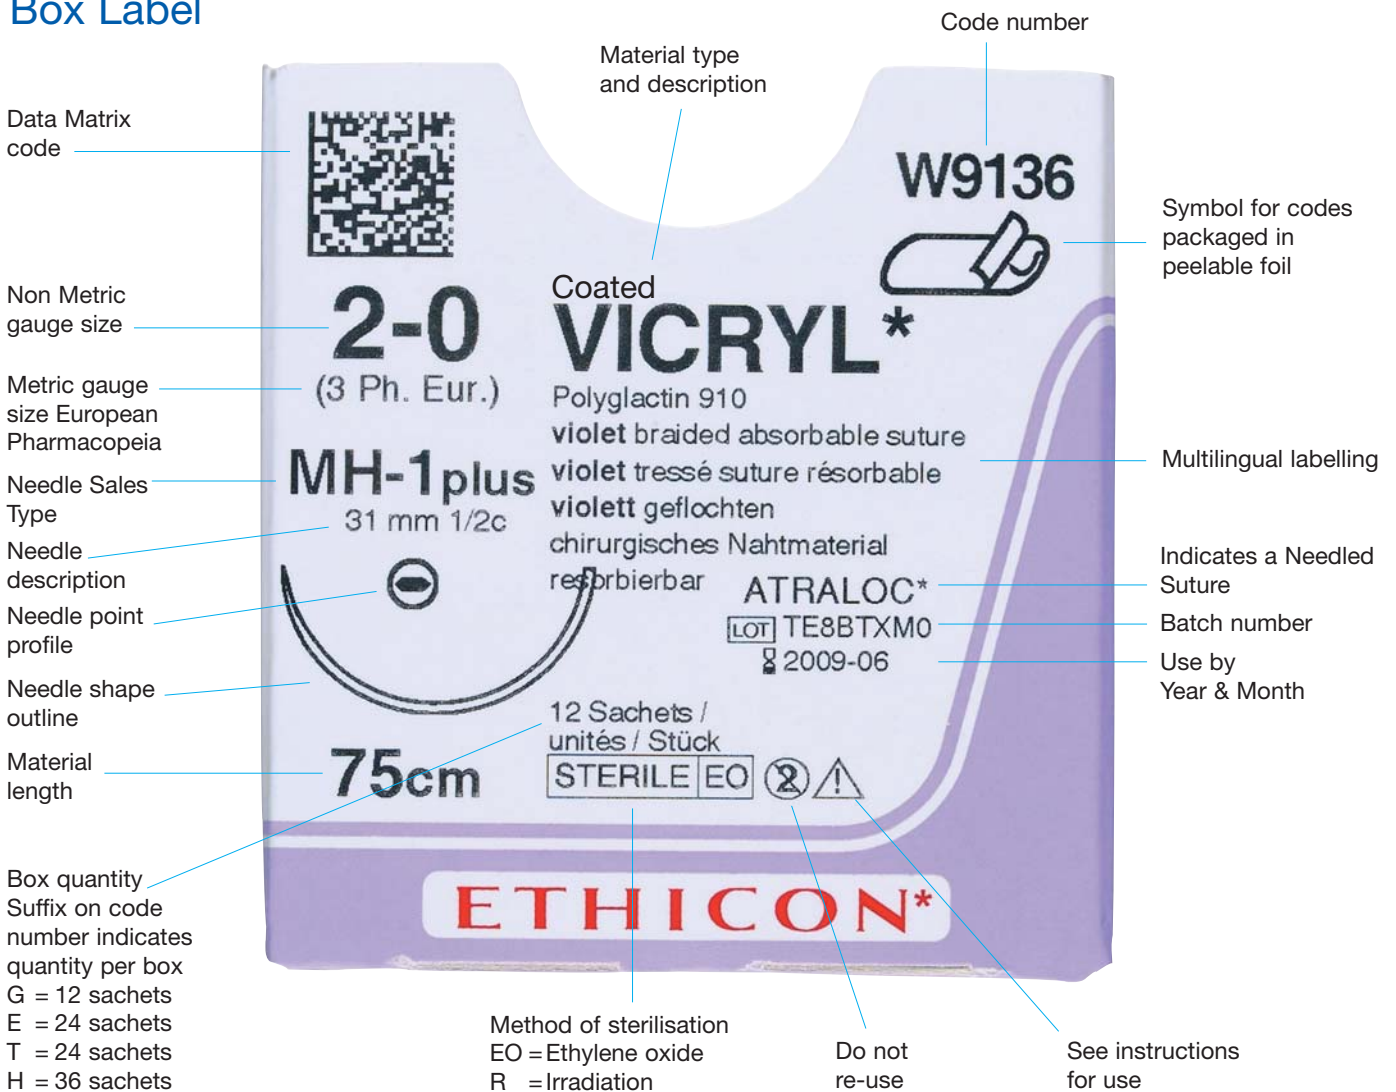 Box Label
Code number
Material type
and description
Data Matrix
code
W9136
Symbol for codes
packaged in
peelable foil
Non Metric
gauge size
2-0
Coated
VICRYL*
Metric gauge
size European
Pharmacopeia
(3 Ph. Eur.)
Polyglactin 910
violet braided absorbable suture
violet tressé suture résorbable
violett geflochten
chirurgisches Nahtmaterial
resorbierbar
Multilingual labelling
Needle Sales
Type
MH-1plus
31 mm 1/2c
Needle
description
ATRALOC*
Indicates a Needled
Suture
Needle point
profile
LOT TE8BTXM0
Batch number
2009-06
Use by
Year & Month
Needle shape
outline
12 Sachets /
unités / Stück
Material
length
75cm
STERILE EO 2 !
ETHICON*
Box quantity
Suffix on code
number indicates
quantity per box
G = 12 sachets
E = 24 sachets
T = 24 sachets
H = 36 sachets
Method of sterilisation
EO = Ethylene oxide
R = Irradiation
Do not
re-use
See instructions
for use